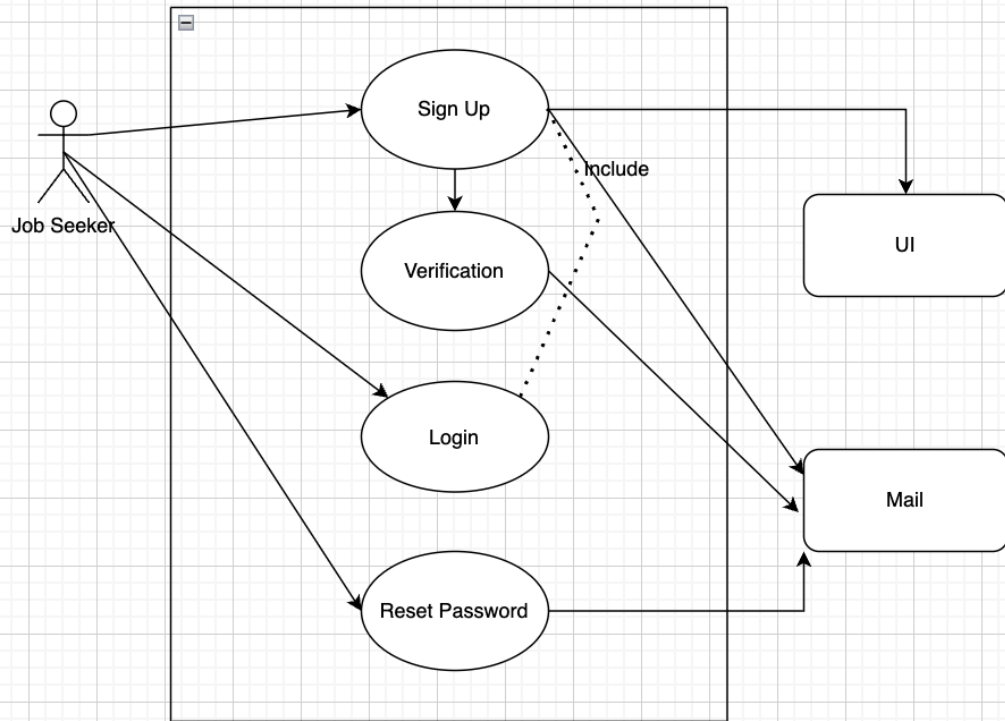 Sign Up
Include
Job Seeker
UI
Verification
Login
Mail
Reset Password